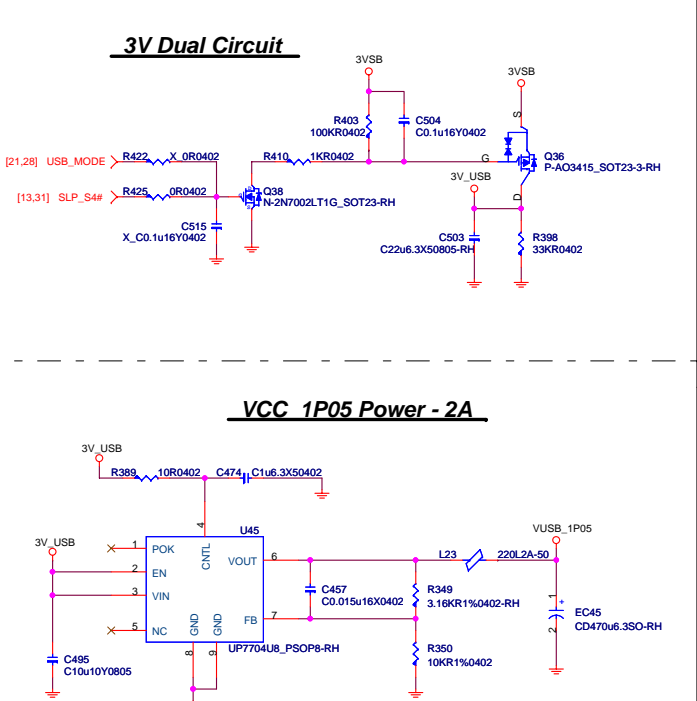 3V Dual Circuit
3VSB
3VSB
R403
100KR0402
C504
C0.1u16Y0402
S
[21,28] USB_MODE
R422
X_0R0402
R410
1KR0402
G
Q36
P-AO3415_SOT23-3-RH
3V_USB
D
[13,31] SLP_S4#
R425
0R0402
Q38
N-2N7002LT1G_SOT23-RH
C515
X_C0.1u16Y0402
C503
C22u6.3X50805-RH
R398
33KR0402
VCC_1P05 Power - 2A
3V_USB
R389
10R0402
C474
C1u6.3X50402
4
U45
3V_USB
VUSB_1P05
1
POK
CNTL
VOUT
6
L23
220L2A-50
2
EN
3
VIN
C457
C0.015u16X0402
R349
3.16KR1%0402-RH
1
+
EC45
CD470u6.3SO-RH
2
FB
7
5
NC
GND
GND
UP7704U8_PSOP8-RH
8
9
R350
10KR1%0402
C495
C10u10Y0805